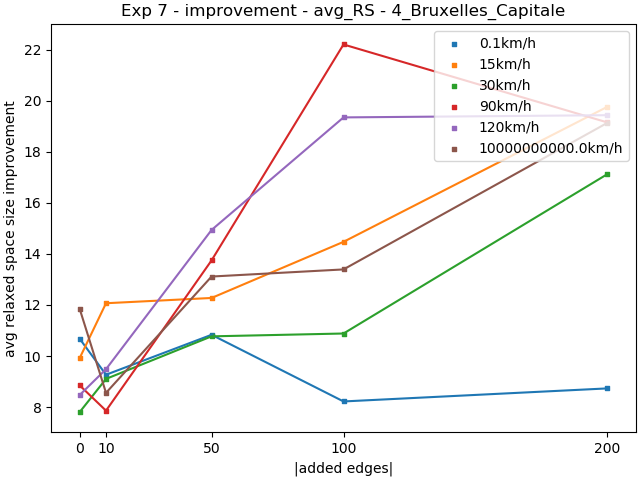 Exp 7 - improvement - avg_RS - 4_Bruxelles_Capitale
avg relaxed space size improvement
22
20
18
16
14
12
10
8
0.1km/h
15km/h
30km/h
90km/h
120km/h
10000000000.0km/h
0 10 50 100 200
|added edges|